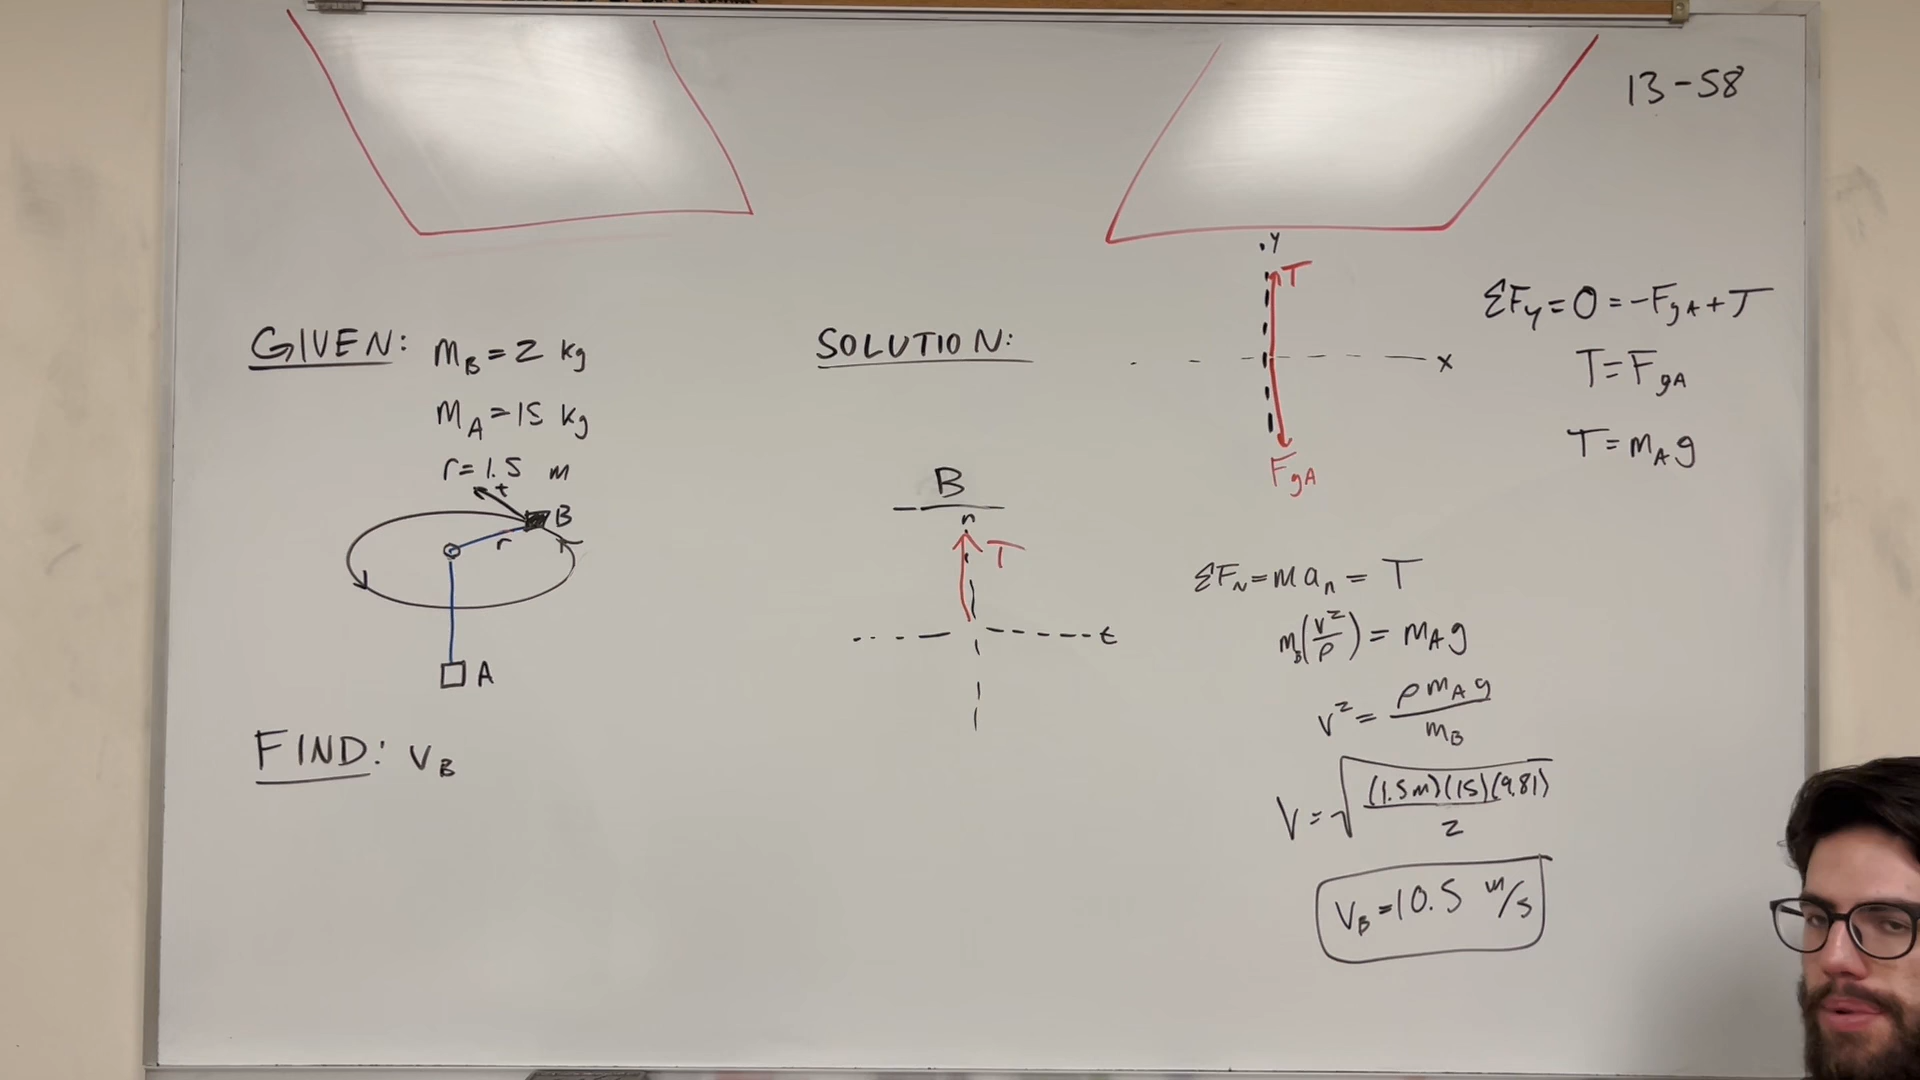 13-58
GIVEN: mB = 2 kg
mA = 15 kg
r = 1.5 m
t
B
r
A
FIND: vB
SOLUTION:
y
T
x
FgA
ΣFy = 0 = -FgA + T
T = FgA
T = mAg
B
n
T
t
ΣFN = m an = T
mB(v²/ρ) = mAg
v² = ρmAg/mB
V = √((1.5m)(15)(9.81)/2)
VB = 10.5 m/s